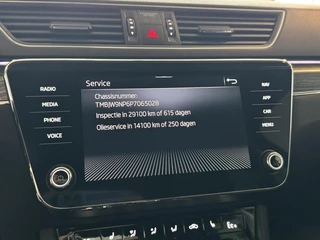 Service
RADIO
MEDIA
PHONE
VOICE
Chassisnummer:
TMBJW9NP6P7065028
Inspectie in 29100 km of 615 dagen
Olieservice in 14100 km of 250 dagen
NAV
APP
CAR
MENU